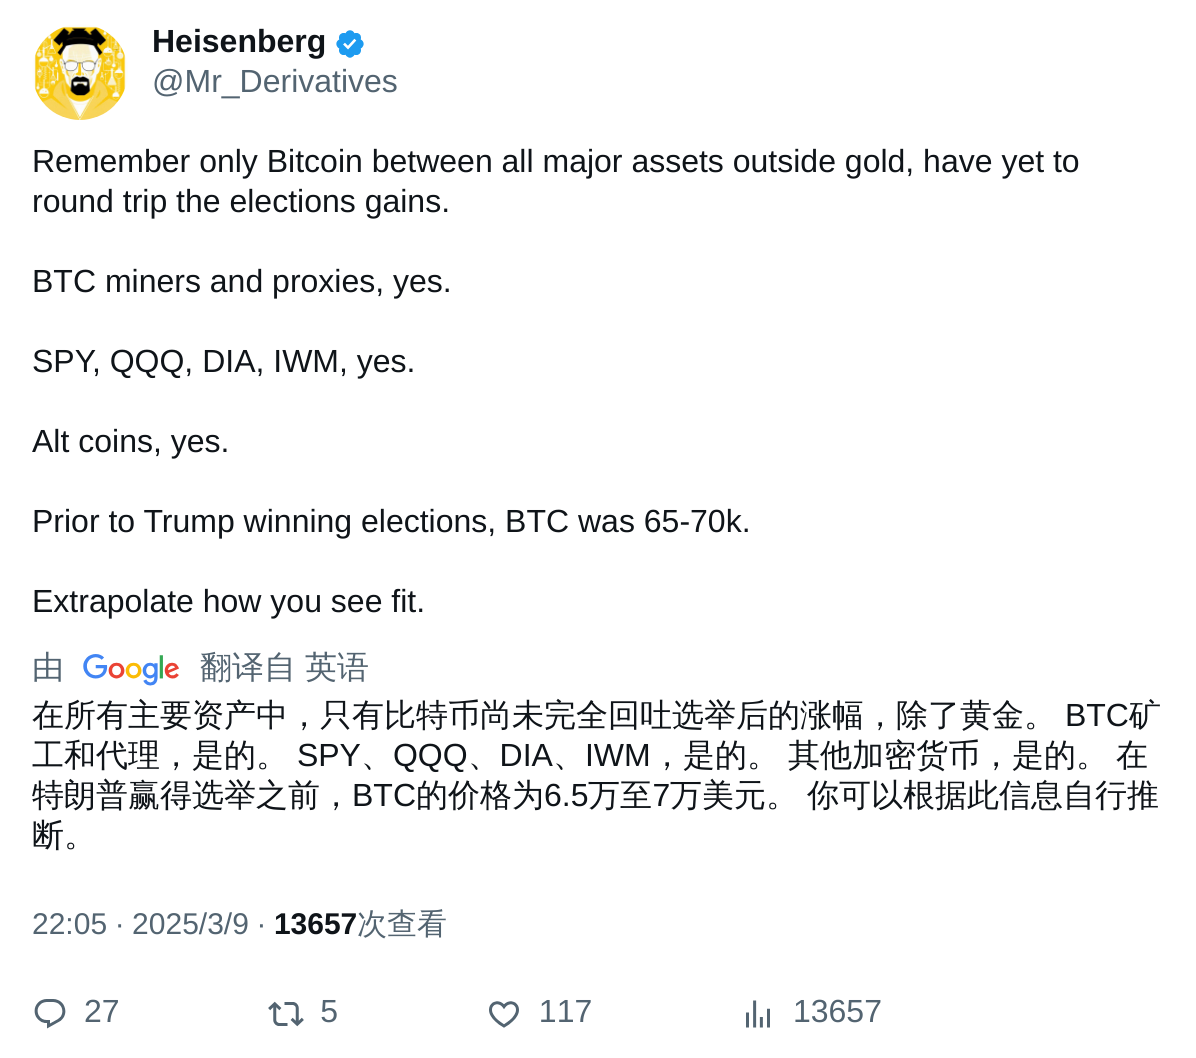 Heisenberg
@Mr_Derivatives
Remember only Bitcoin between all major assets outside gold, have yet to
round trip the elections gains.
BTC miners and proxies, yes.
SPY, QQQ, DIA, IWM, yes.
Alt coins, yes.
Prior to Trump winning elections, BTC was 65-70k.
Extrapolate how you see fit.
由 Google 翻译自 英语
在所有主要资产中，只有比特币尚未完全回吐选举后的涨幅，除了黄金。 BTC矿
工和代理，是的。 SPY、QQQ、DIA、IWM，是的。 其他加密货币，是的。 在
特朗普赢得选举之前，BTC的价格为6.5万至7万美元。 你可以根据此信息自行推
断。
22:05 · 2025/3/9 · 13657次查看
27 5 117 13657